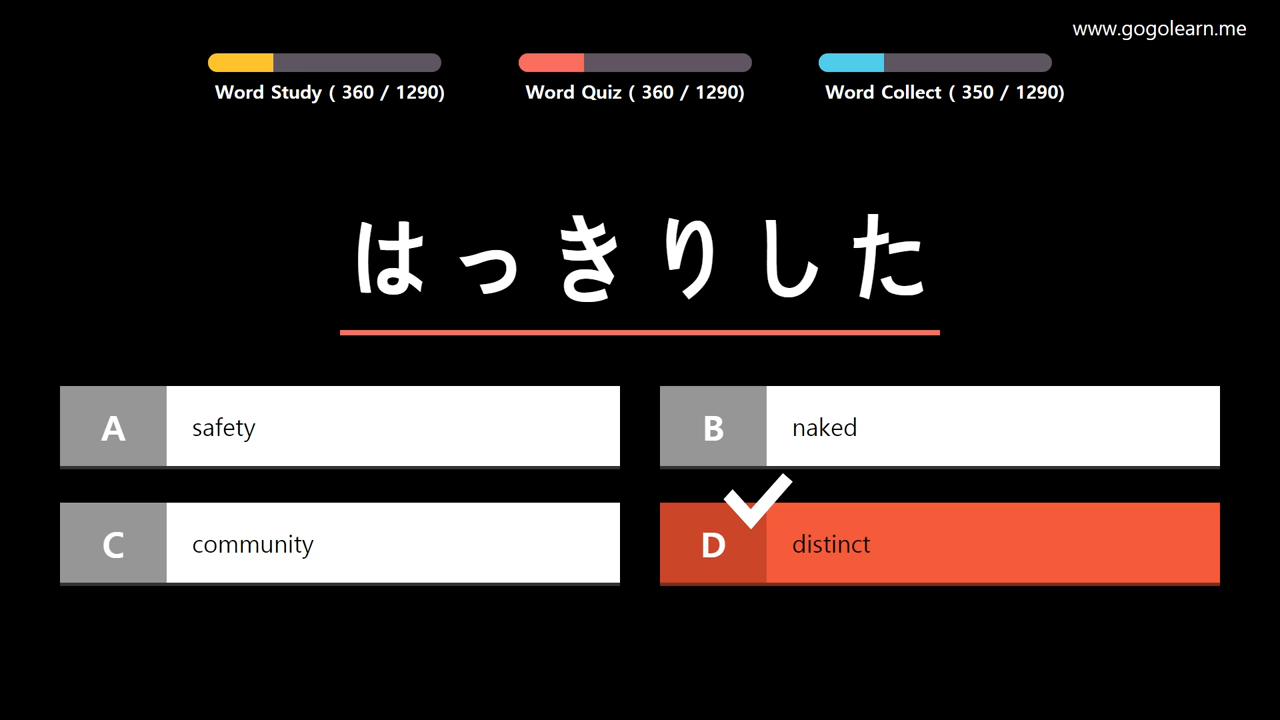 www.gogolearn.me
Word Study ( 360 / 1290)
Word Quiz ( 360 / 1290)
Word Collect ( 350 / 1290)
はっきりした
A safety
B naked
C community
D distinct